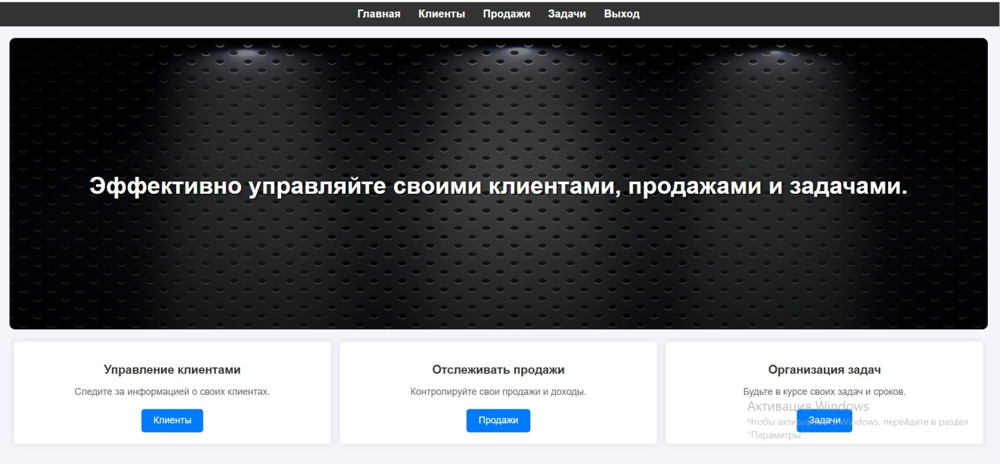 Главная Клиенты Продажи Задачи Выход
Эффективно управляйте своими клиентами, продажами и задачами.
Управление клиентами
Следите за информацией о своих клиентах.
Клиенты
Отслеживать продажи
Контролируйте свои продажи и доходы.
Продажи
Организация задач
Будьте в курсе своих задач и сроков.
Задачи
Активация Windows
Чтобы активировать Windows, перейдите в раздел
"Параметры".